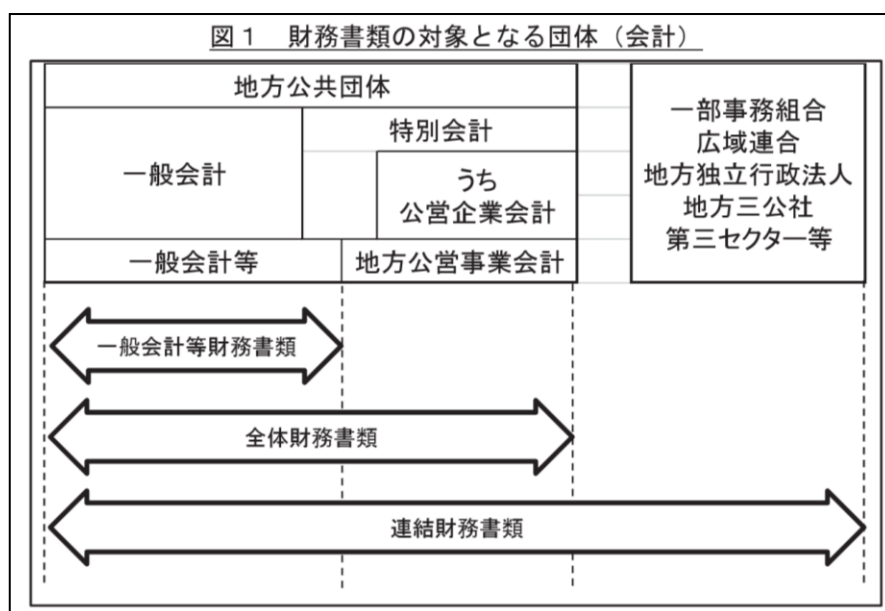 図１　財務書類の対象となる団体（会計）
地方公共団体
一般会計
特別会計
うち
公営企業会計
一般会計等
地方公営事業会計
一部事務組合
広域連合
地方独立行政法人
地方三公社
第三セクター等
一般会計等財務書類
全体財務書類
連結財務書類